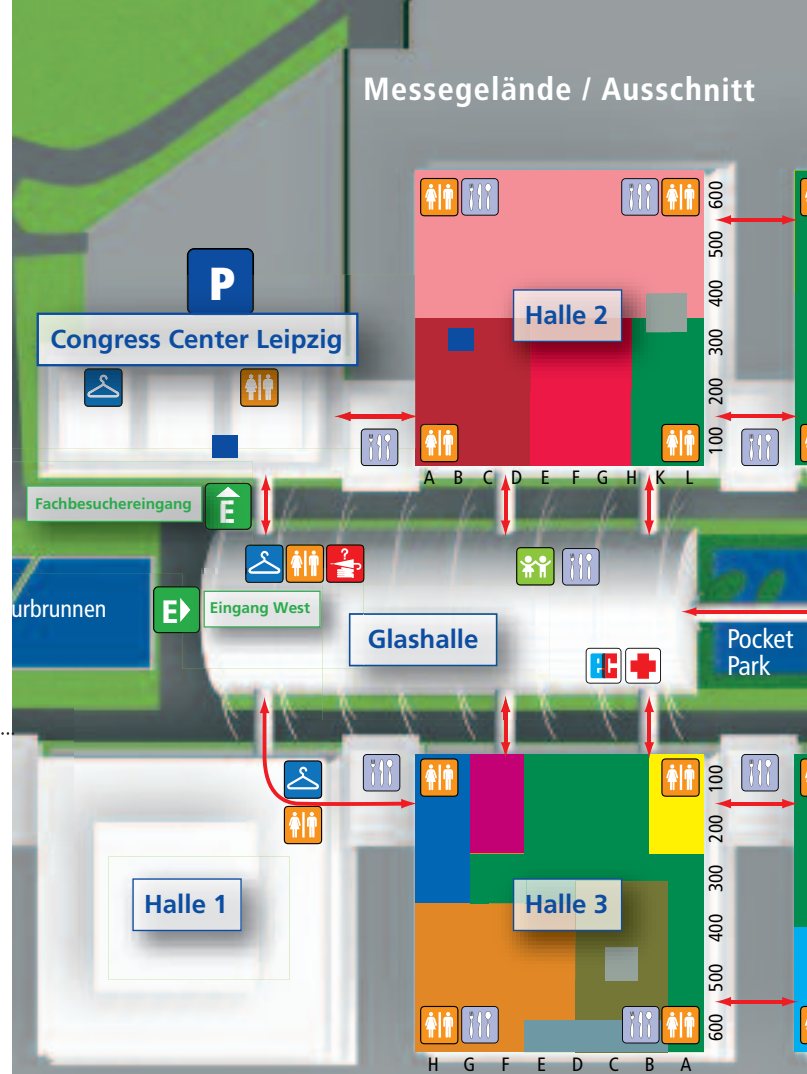 Messegelände / Ausschnitt
600
500
400
300
200
100
P
Congress Center Leipzig
Halle 2
A B C D E F G H K L
Fachbesuchereingang
E
E
Eingang West
urbrunnen
Glashalle
?
Pocket
Park
...
100
200
300
400
500
600
Halle 1
Halle 3
H G F E D C B A